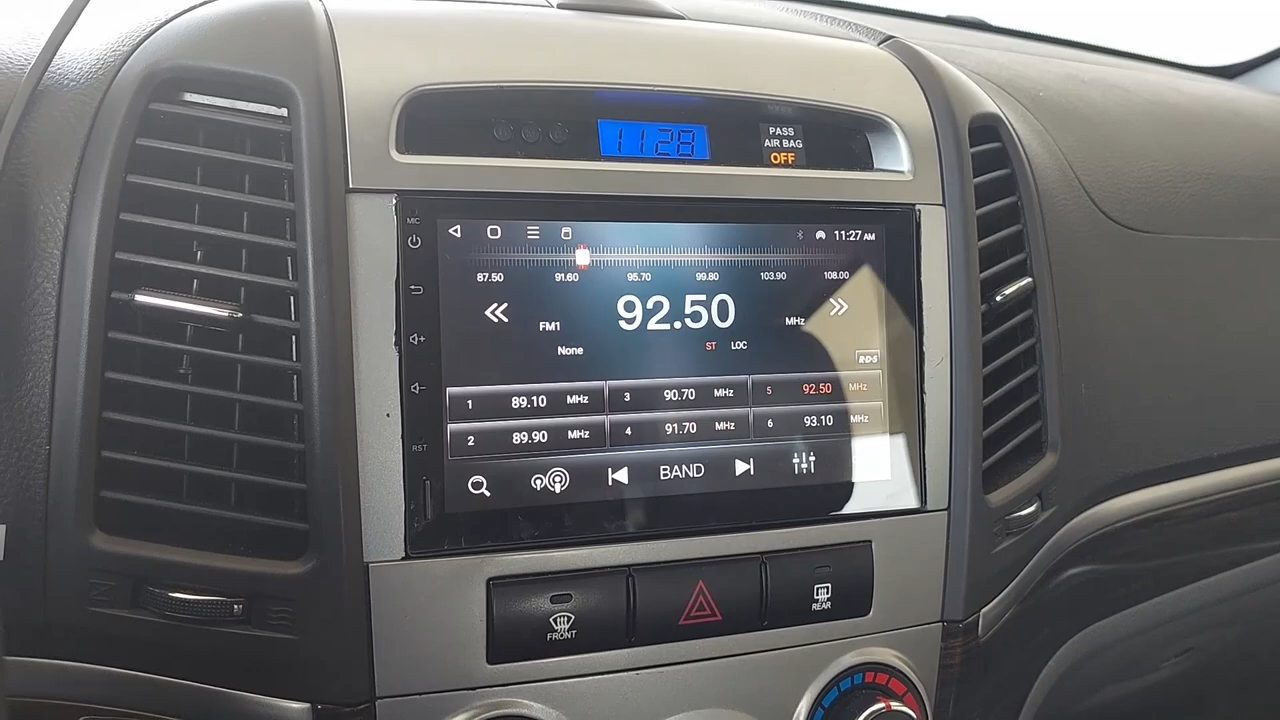 11:28
PASS
AIR BAG
OFF
MIC
11:27 AM
87.50 91.60 95.70 99.80 103.90 108.00
FM1 92.50 MHz
None ST LOC
R·D·S
1 89.10 MHz 3 90.70 MHz 5 92.50 MHz
2 89.90 MHz 4 91.70 MHz 6 93.10 MHz
RST
BAND
FRONT
REAR